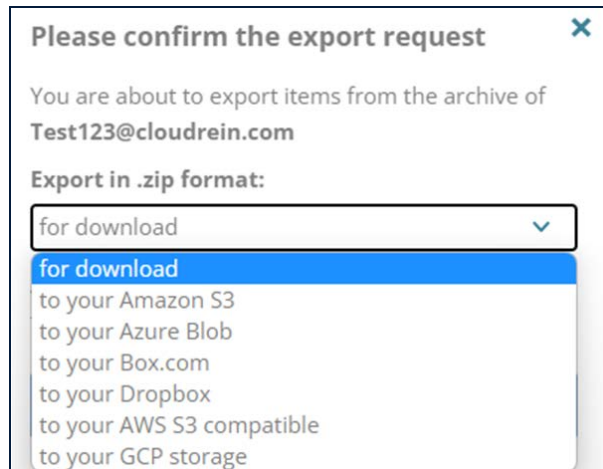 Please confirm the export request
You are about to export items from the archive of
Test123@cloudrein.com
Export in .zip format:
for download
for download
to your Amazon S3
to your Azure Blob
to your Box.com
to your Dropbox
to your AWS S3 compatible
to your GCP storage